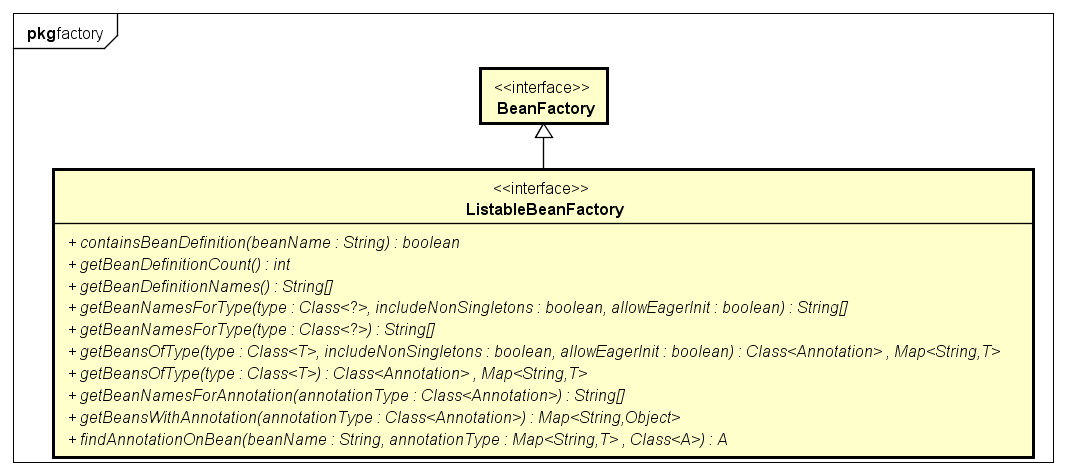 pkg factory
<<interface>>
BeanFactory
<<interface>>
ListableBeanFactory
+ containsBeanDefinition(beanName : String) : boolean
+ getBeanDefinitionCount() : int
+ getBeanDefinitionNames() : String[]
+ getBeanNamesForType(type : Class<?>, includeNonSingletons : boolean, allowEagerInit : boolean) : String[]
+ getBeanNamesForType(type : Class<?>) : String[]
+ getBeansOfType(type : Class<T>, includeNonSingletons : boolean, allowEagerInit : boolean) : Class<Annotation> , Map<String,T>
+ getBeansOfType(type : Class<T>) : Class<Annotation> , Map<String,T>
+ getBeanNamesForAnnotation(annotationType : Class<Annotation>) : String[]
+ getBeansWithAnnotation(annotationType : Class<Annotation>) : Map<String,Object>
+ findAnnotationOnBean(beanName : String, annotationType : Map<String,T> , Class<A>) : A